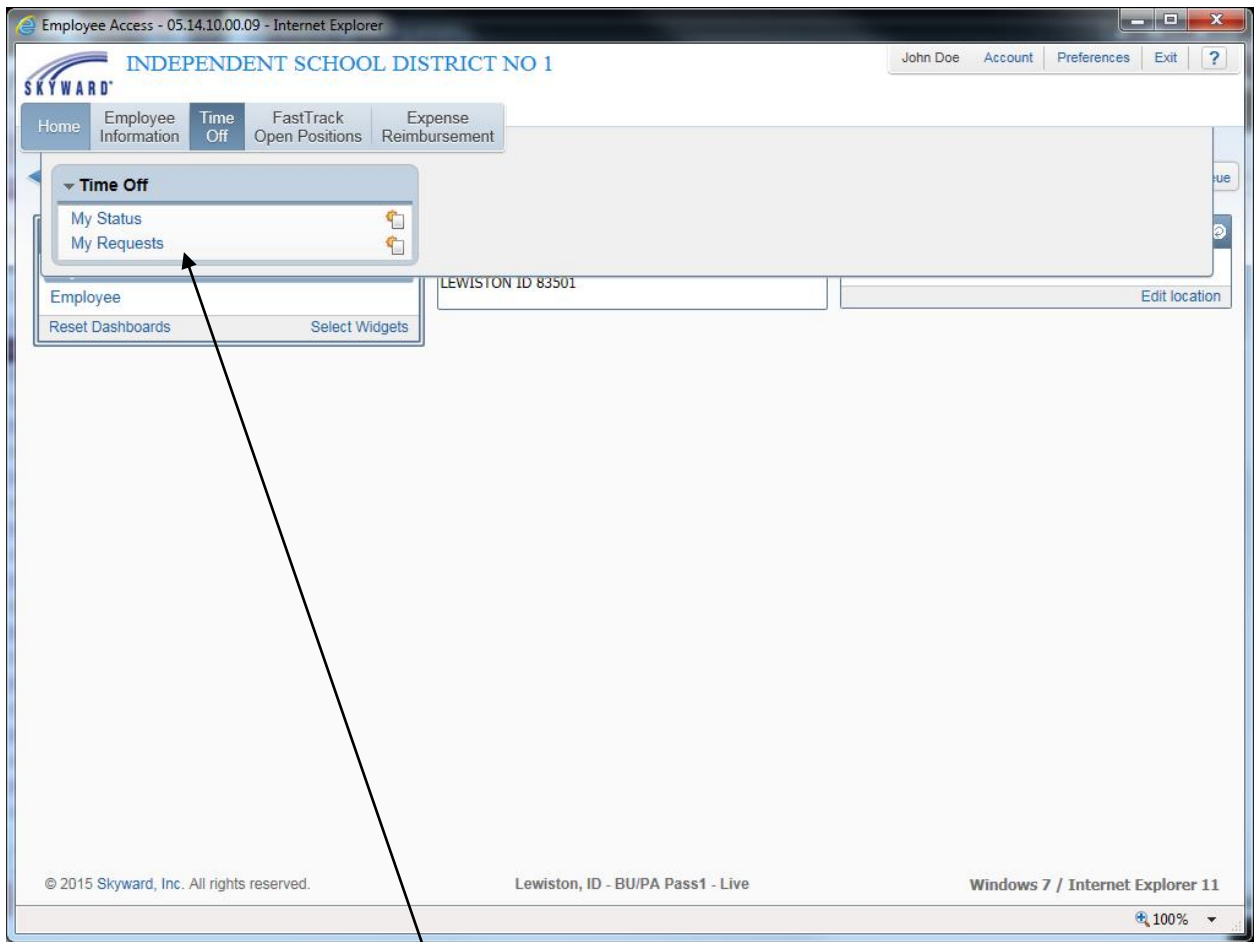 Employee Access - 05.14.10.00.09 - Internet Explorer
SKYWARD
INDEPENDENT SCHOOL DISTRICT NO 1
John Doe Account Preferences Exit ?
Home
Employee Information
Time Off
FastTrack Open Positions
Expense Reimbursement
Time Off
My Status
My Requests
LEWISTON ID 83501
Employee
Edit location
Reset Dashboards Select Widgets
© 2015 Skyward, Inc. All rights reserved. Lewiston, ID - BU/PA Pass1 - Live Windows 7 / Internet Explorer 11
100%